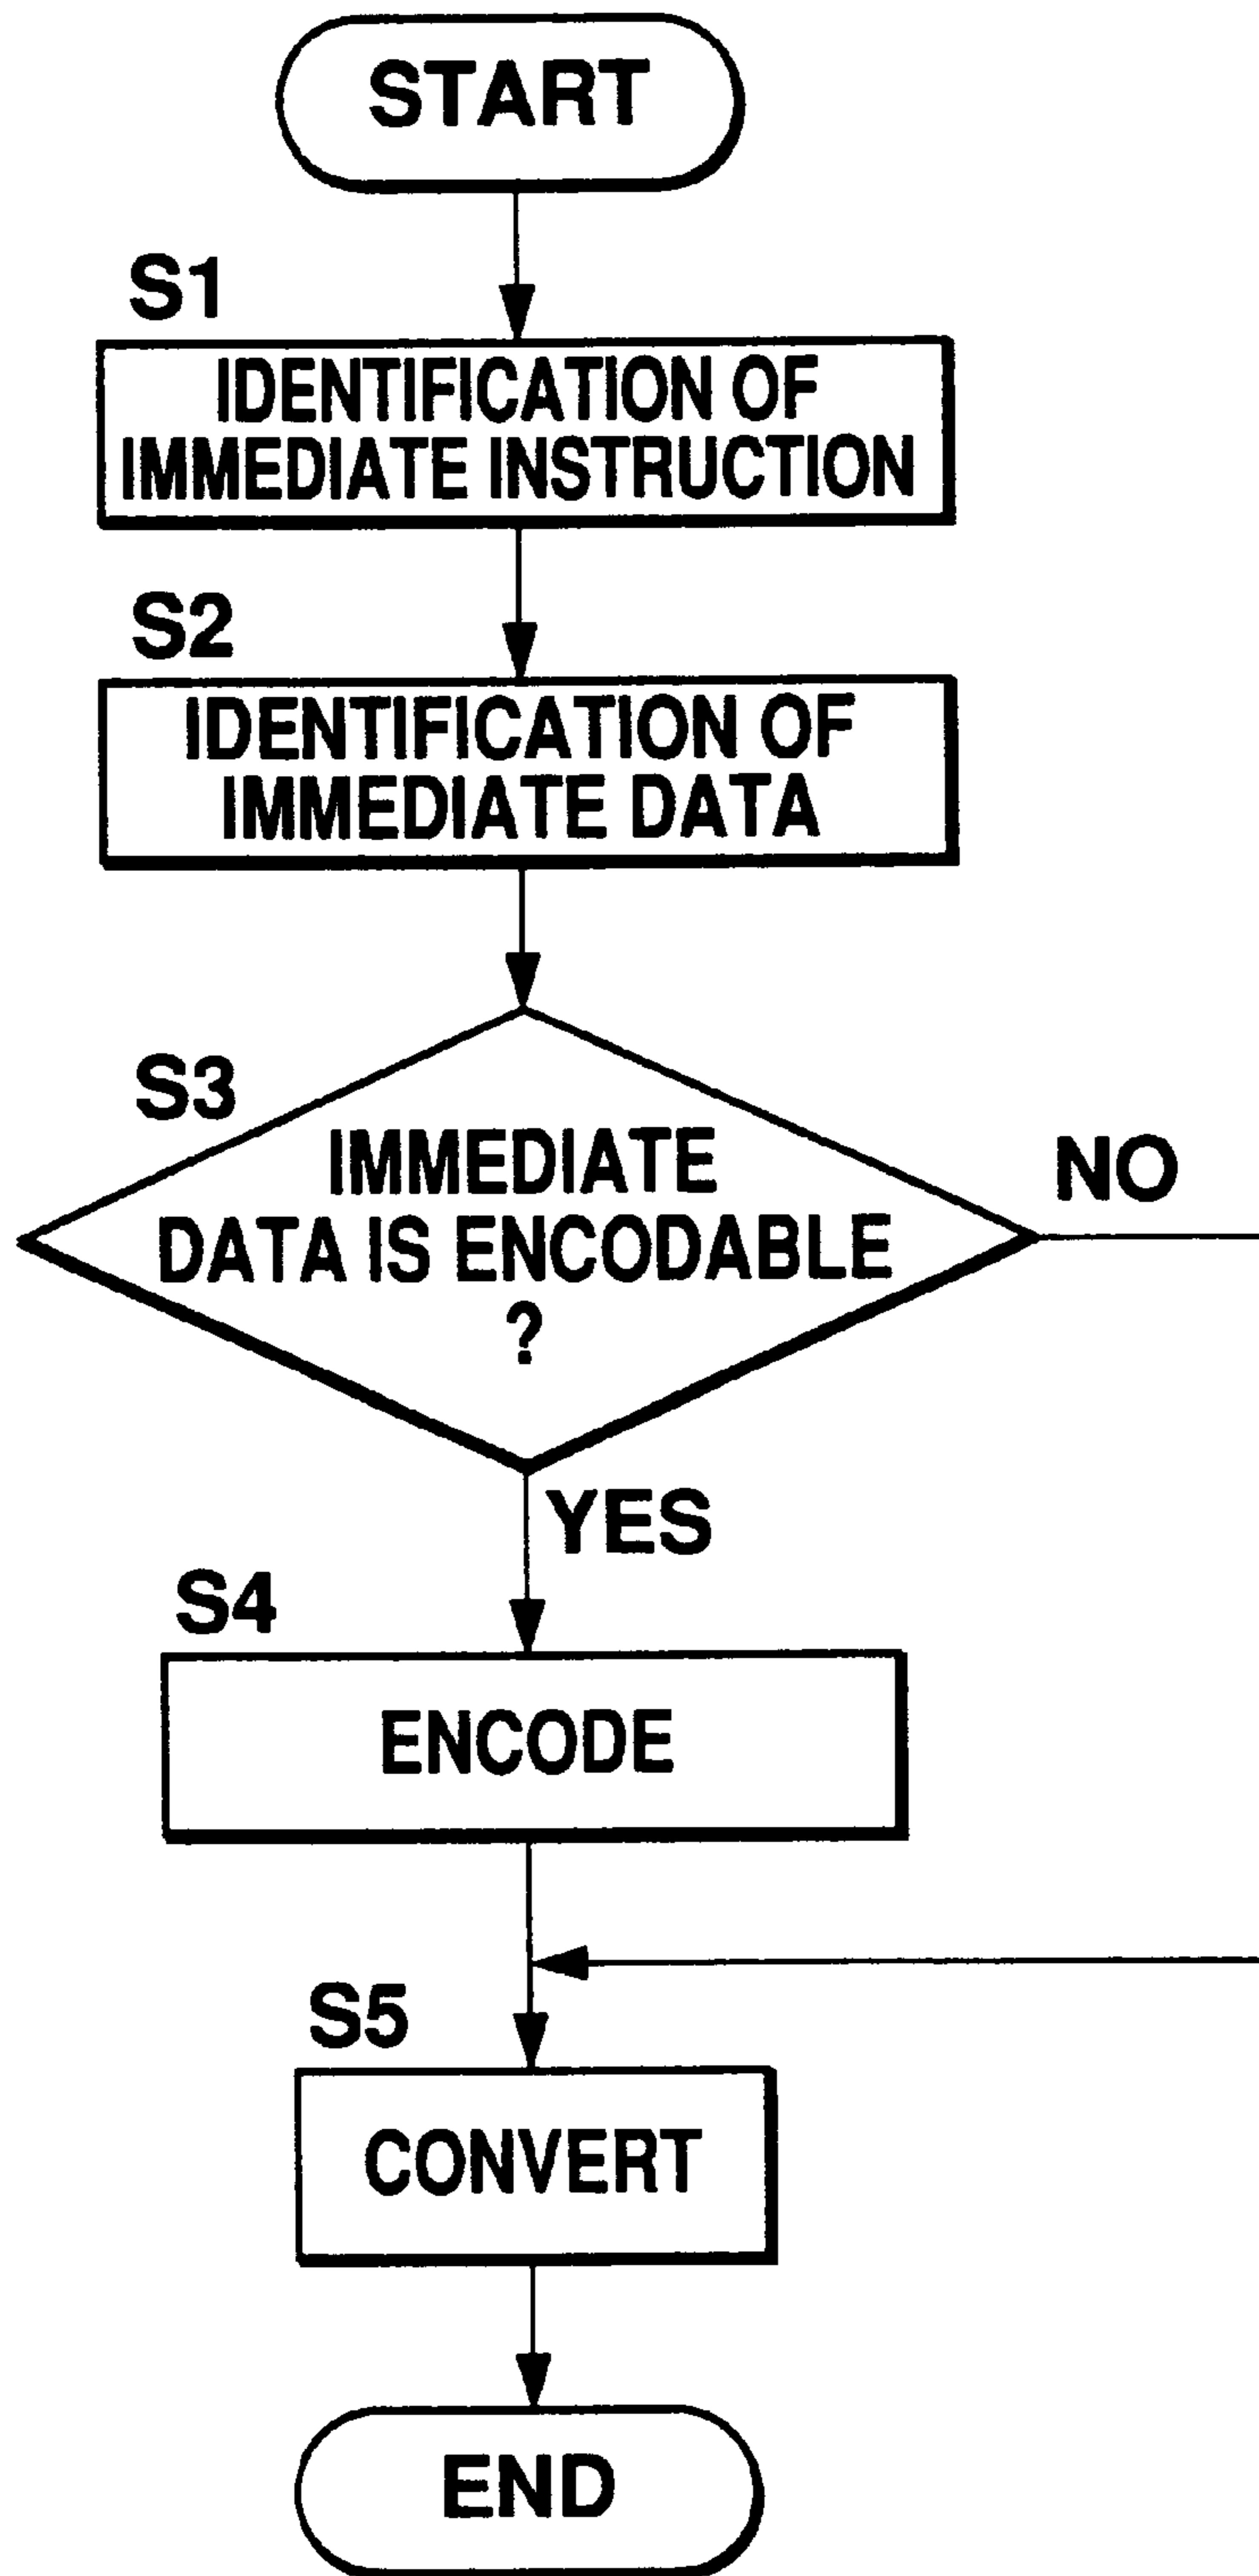 START
S1
IDENTIFICATION OF
IMMEDIATE INSTRUCTION
S2
IDENTIFICATION OF
IMMEDIATE DATA
S3
IMMEDIATE
DATA IS ENCODABLE
?
NO
YES
S4
ENCODE
S5
CONVERT
END